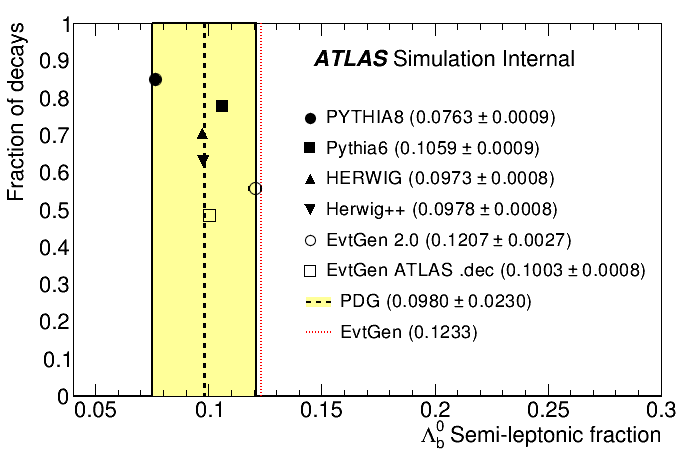 Fraction of decays
1
0.9
0.8
0.7
0.6
0.5
0.4
0.3
0.2
0.1
0
ATLAS Simulation Internal
PYTHIA8 (0.0763 ± 0.0009)
Pythia6 (0.1059 ± 0.0009)
HERWIG (0.0973 ± 0.0008)
Herwig++ (0.0978 ± 0.0008)
EvtGen 2.0 (0.1207 ± 0.0027)
EvtGen ATLAS .dec (0.1003 ± 0.0008)
PDG (0.0980 ± 0.0230)
EvtGen (0.1233)
0.05 0.1 0.15 0.2 0.25 0.3
Λ⁰b Semi-leptonic fraction